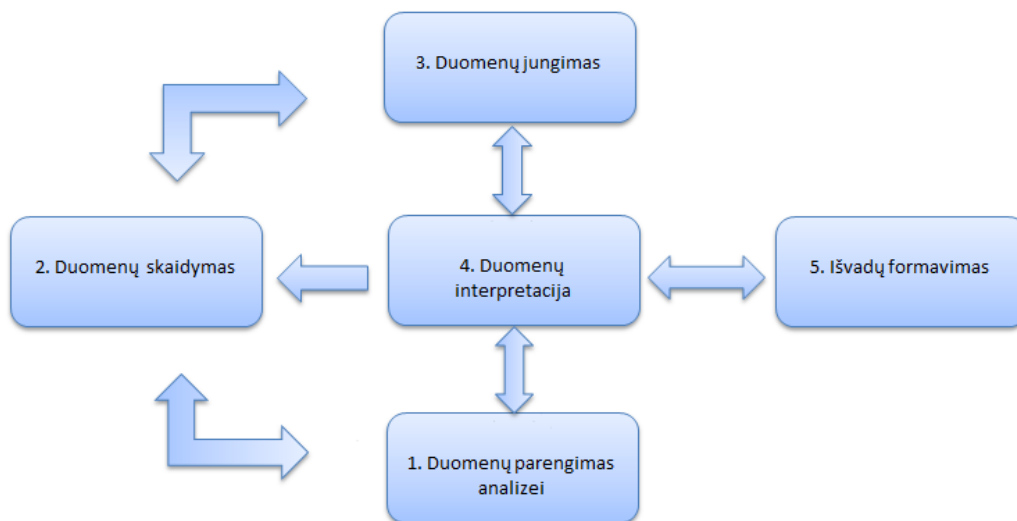 3. Duomenų jungimas
2. Duomenų skaidymas
4. Duomenų
interpretacija
5. Išvadų formavimas
1. Duomenų parengimas
analizei